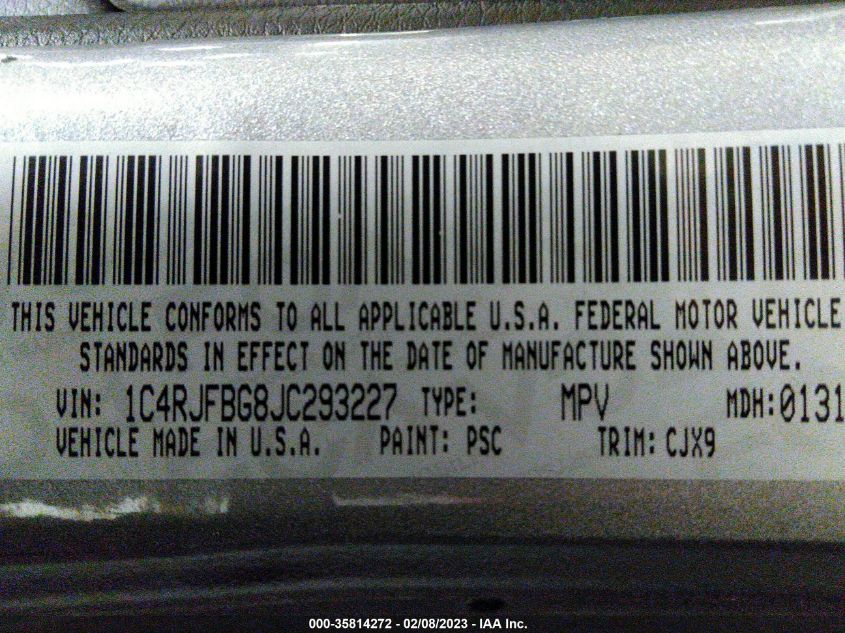 THIS VEHICLE CONFORMS TO ALL APPLICABLE U.S.A. FEDERAL MOTOR VEHICLE
STANDARDS IN EFFECT ON THE DATE OF MANUFACTURE SHOWN ABOVE.
VIN: 1C4RJFBG8JC293227 TYPE: MPV MDH:0131
VEHICLE MADE IN U.S.A. PAINT: PSC TRIM: CJX9
000-35814272 - 02/08/2023 - IAA Inc.